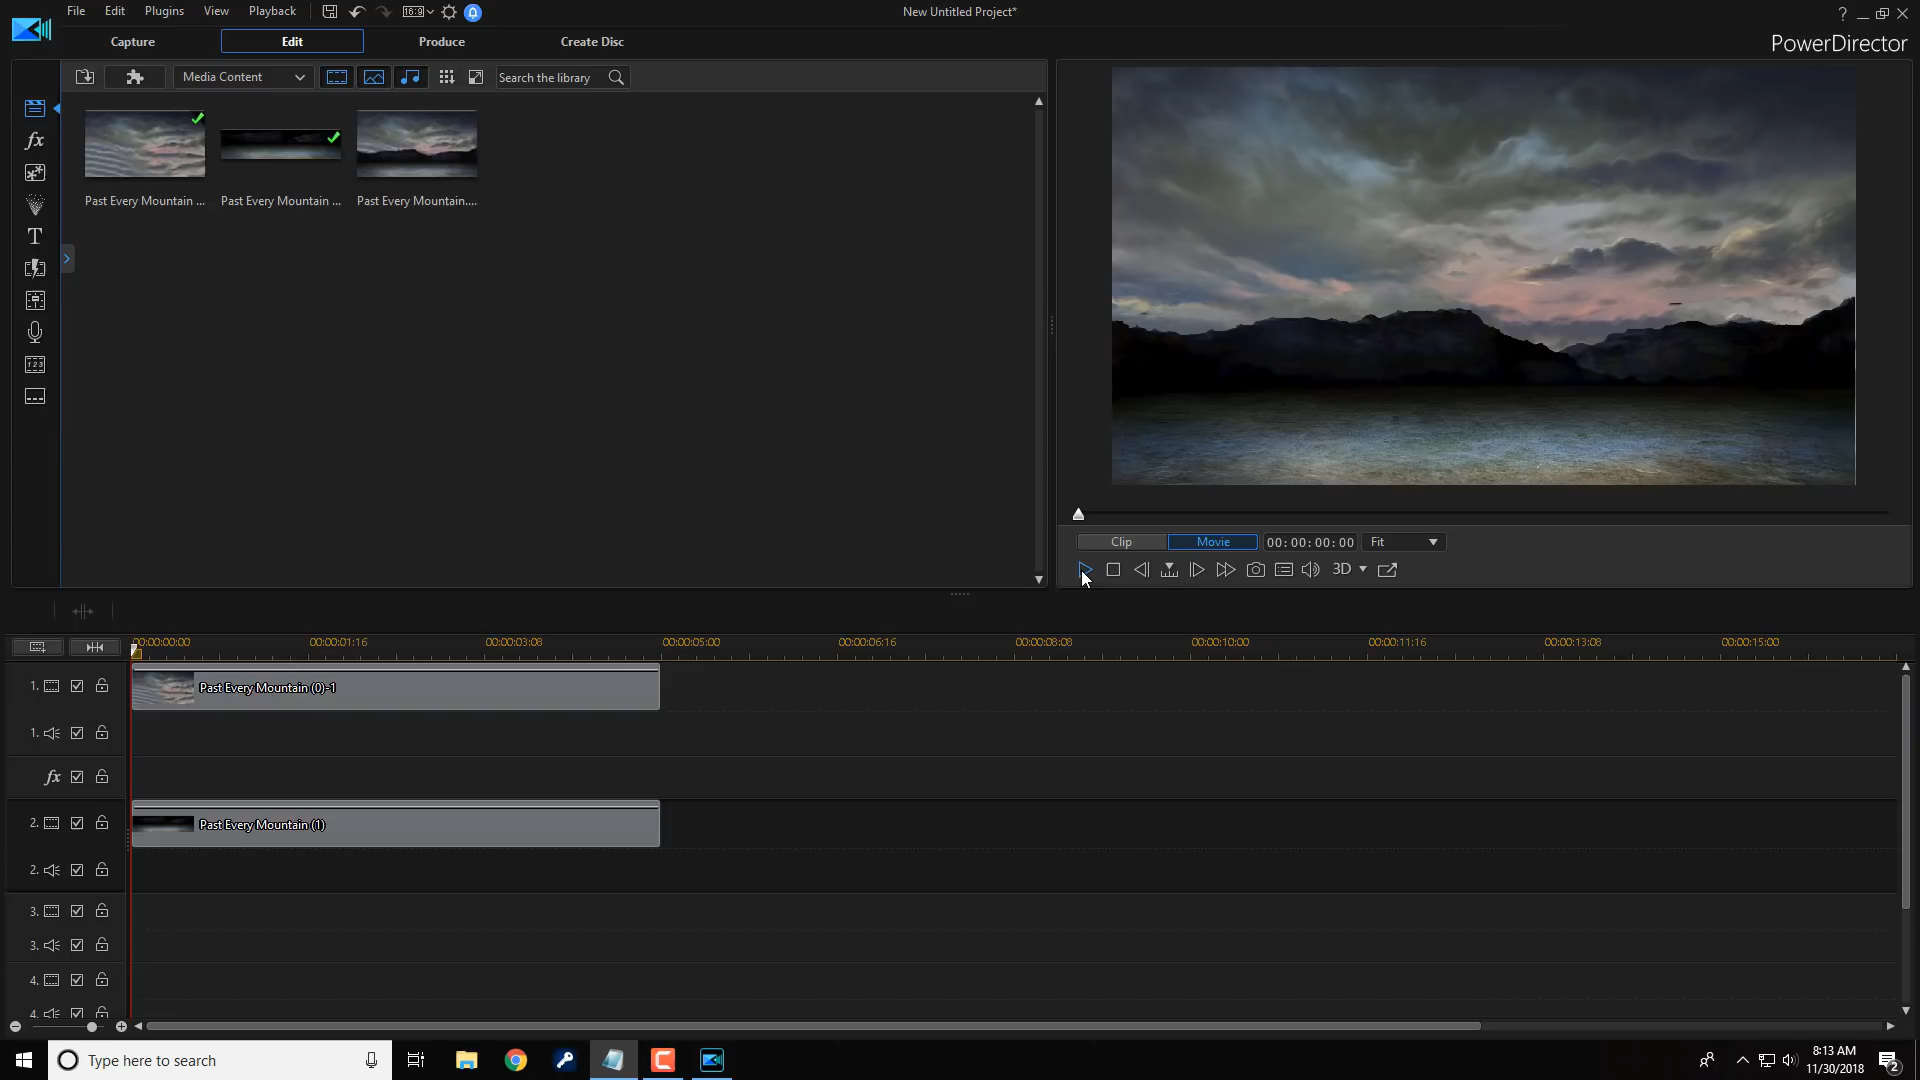 File Edit Plugins View Playback 16:9 New Untitled Project* ?
Capture Edit Produce Create Disc PowerDirector
Media Content Search the library
fx
T
Past Every Mountain ... Past Every Mountain ... Past Every Mountain....
Clip Movie 00:00:00:00 Fit
3D
00:00:00:00 00:00:01:16 00:00:03:08 00:00:05:00 00:00:06:16 00:00:08:08 00:00:10:00 00:00:11:16 00:00:13:08 00:00:15:00
1. Past Every Mountain (0)-1
1.
fx
2. Past Every Mountain (1)
2.
3.
3.
4.
4.
Type here to search
8:13 AM
11/30/2018
2